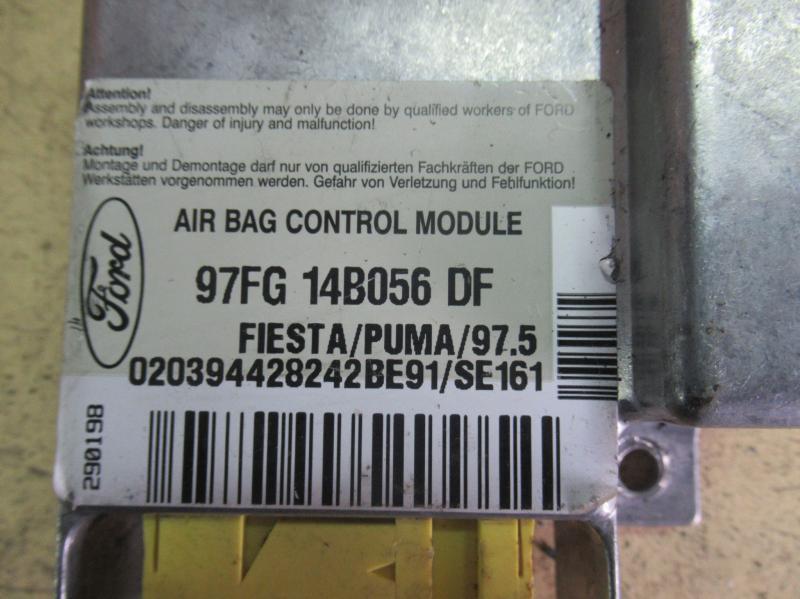 Attention!
Assembly and disassembly may only be done by qualified workers of FORD
workshops. Danger of injury and malfunction!
Achtung!
Montage und Demontage darf nur von qualifizierten Fachkräften der FORD
Werkstätten vorgenommen werden. Gefahr von Verletzung und Feblfunktion!
Ford
AIR BAG CONTROL MODULE
97FG 14B056 DF
FIESTA/PUMA/97.5
020394428242BE91/SE161
290198